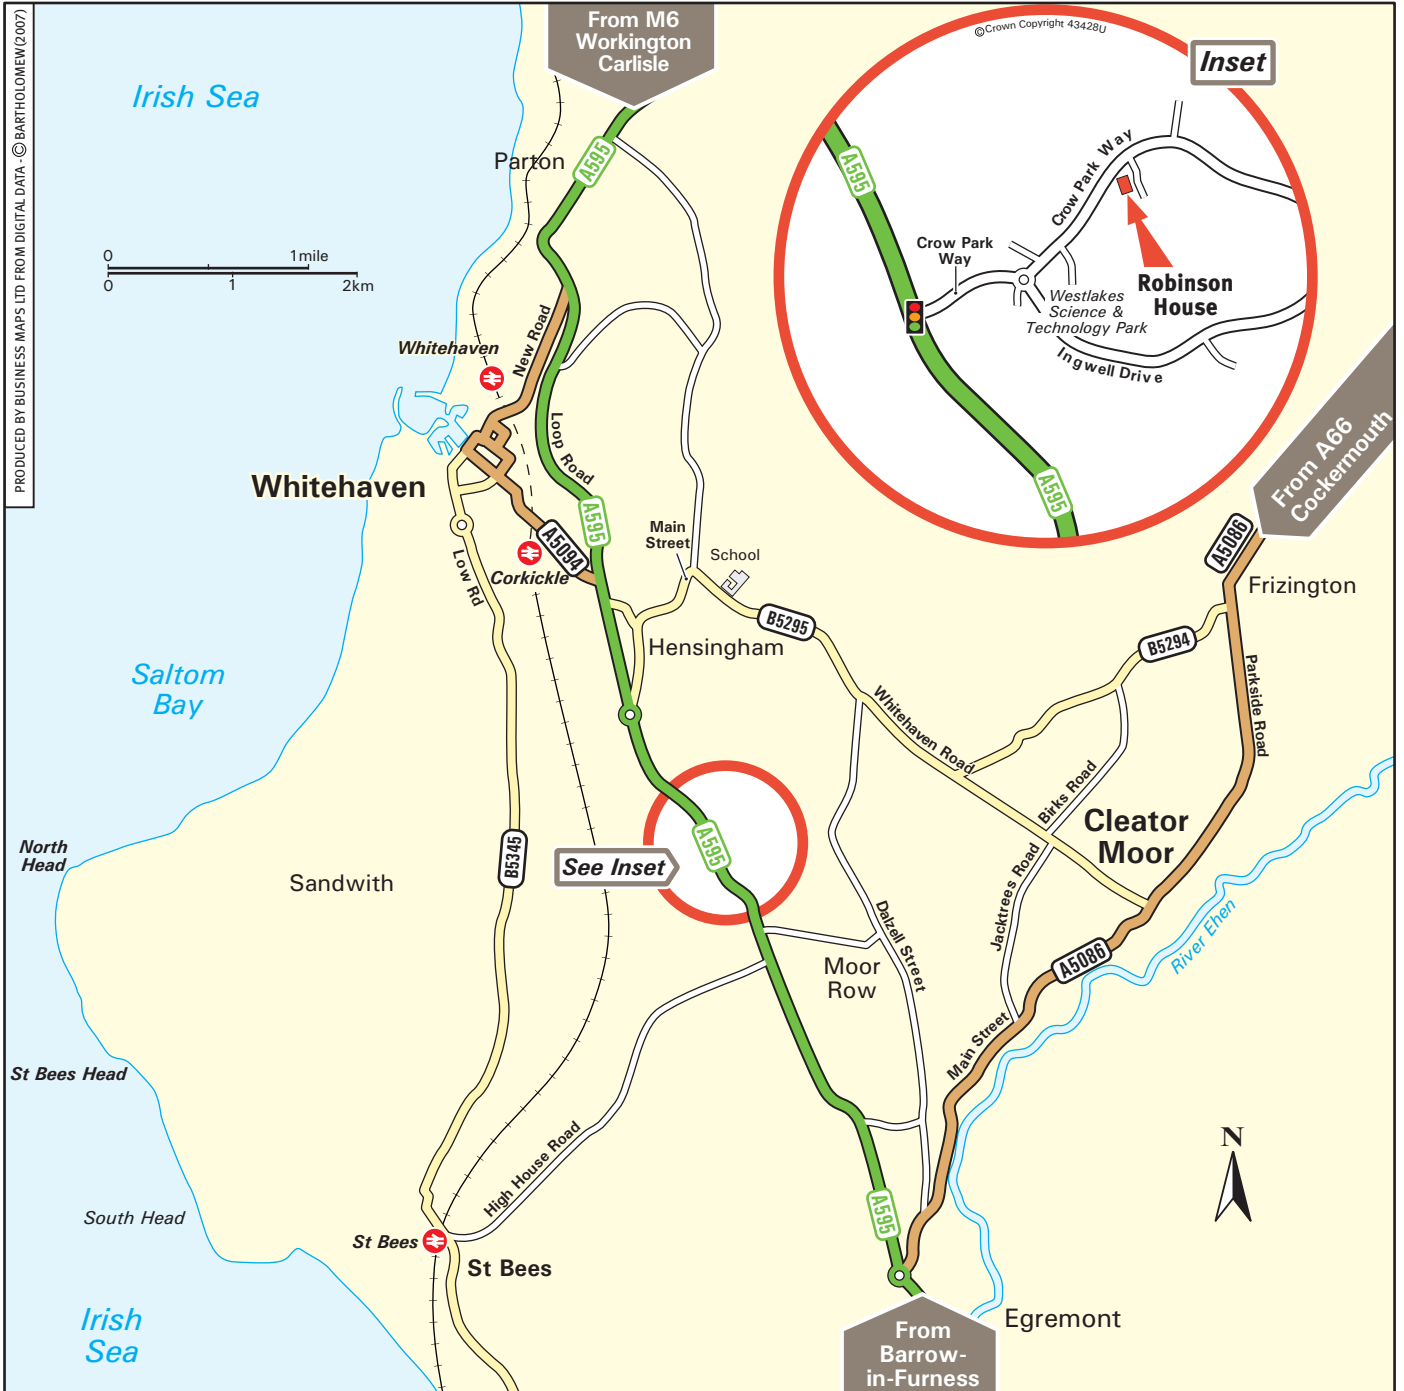 PRODUCED BY BUSINESS MAPS LTD FROM DIGITAL DATA - © BARTHOLOMEW(2007)
From M6
Workington
Carlisle
©Crown Copyright 43428U
Inset
Irish Sea
Parton
A595
0
1mile
0
1
2km
New Road
Whitehaven
Loop Road
Whitehaven
A595
A5094
Corkickle
Low Rd
Main
Street
School
Hensingham
B5295
A595
Crow Park Way
Crow Park
Way
Robinson
House
Westlakes
Science &
Technology Park
Ingwell Drive
A595
From A66
Cockermouth
A5086
Frizington
B5294
Parkside Road
Saltom
Bay
Whitehaven Road
Birks Road
Cleator
Moor
North
Head
Sandwith
B5345
See Inset
A595
Jacktrees Road
Dalzell Street
Moor
Row
A5086
River Ehen
Main Street
St Bees Head
High House Road
N
South Head
St Bees
St Bees
A595
Irish
Sea
Egremont
From
Barrow-
in-Furness